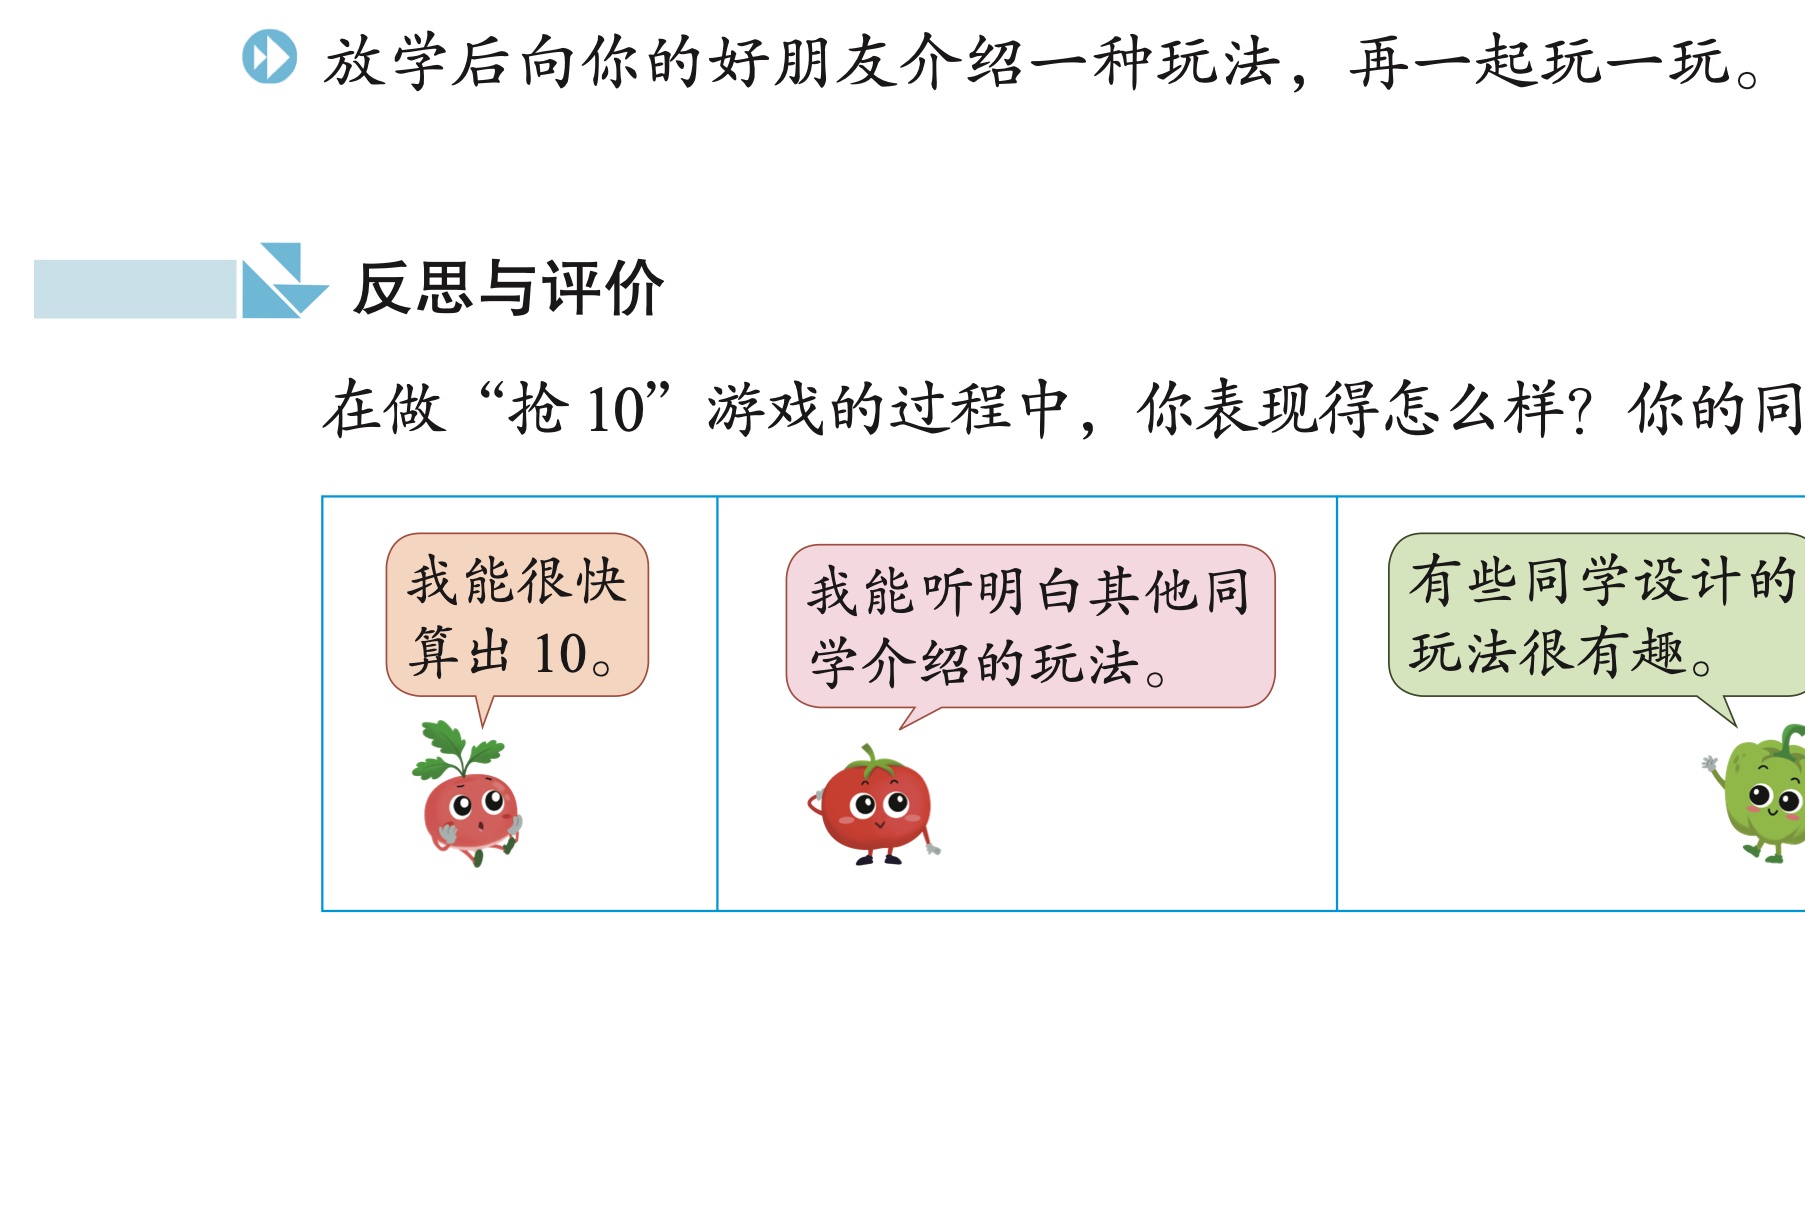 放学后向你的好朋友介绍一种玩法，再一起玩一玩。
反思与评价
在做“抢10”游戏的过程中，你表现得怎么样？你的同
我能很快
算出10。
我能听明白其他同
学介绍的玩法。
有些同学设计的
玩法很有趣。